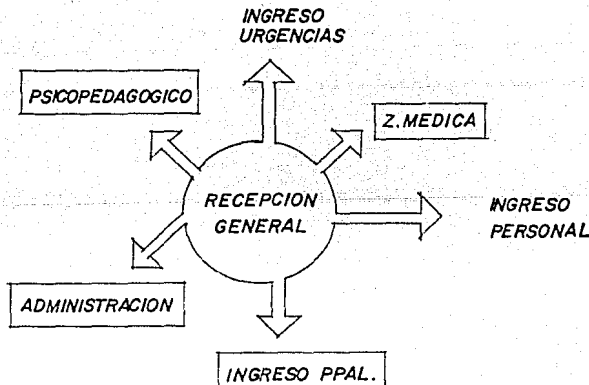 INGRESO
URGENCIAS
PSICOPEDAGOGICO
Z.MEDICA
RECEPCION
GENERAL
INGRESO
PERSONAL
ADMINISTRACION
INGRESO PPAL.